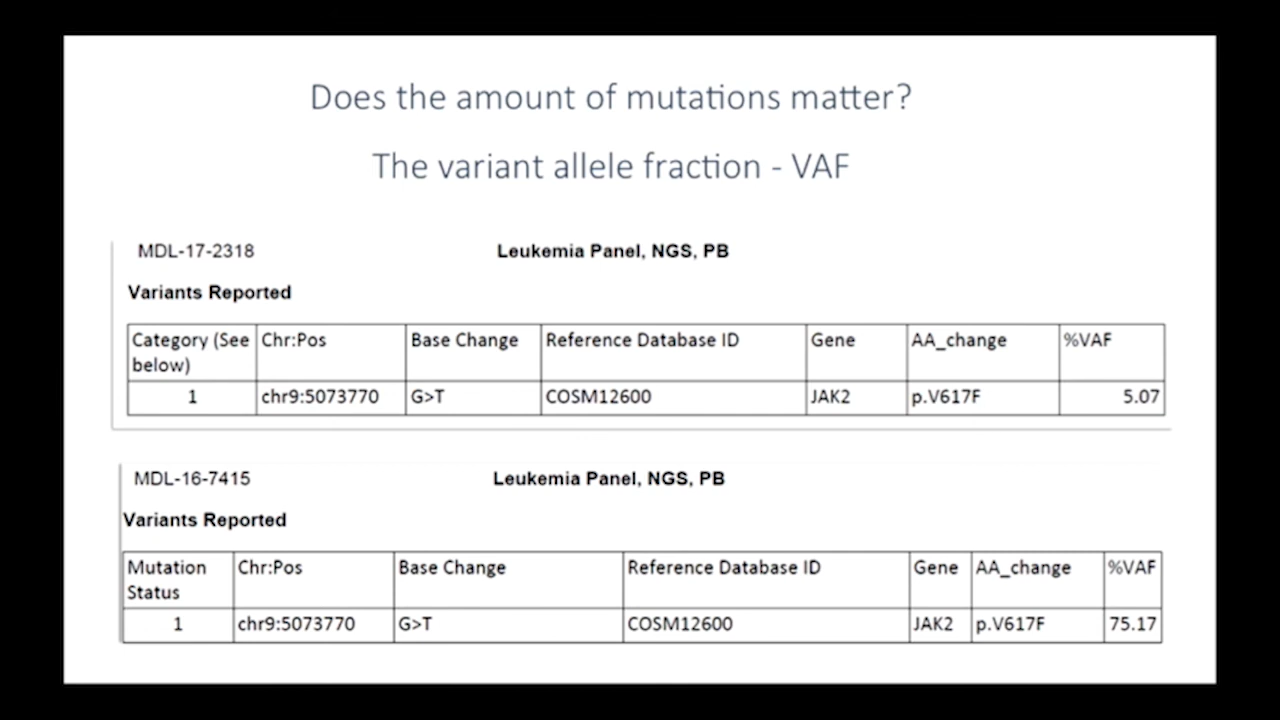 Does the amount of mutations matter?
The variant allele fraction - VAF
MDL-17-2318 Leukemia Panel, NGS, PB
Variants Reported
Category (See below) Chr:Pos Base Change Reference Database ID Gene AA_change %VAF
1 chr9:5073770 G>T COSM12600 JAK2 p.V617F 5.07
MDL-16-7415 Leukemia Panel, NGS, PB
Variants Reported
Mutation Status Chr:Pos Base Change Reference Database ID Gene AA_change %VAF
1 chr9:5073770 G>T COSM12600 JAK2 p.V617F 75.17